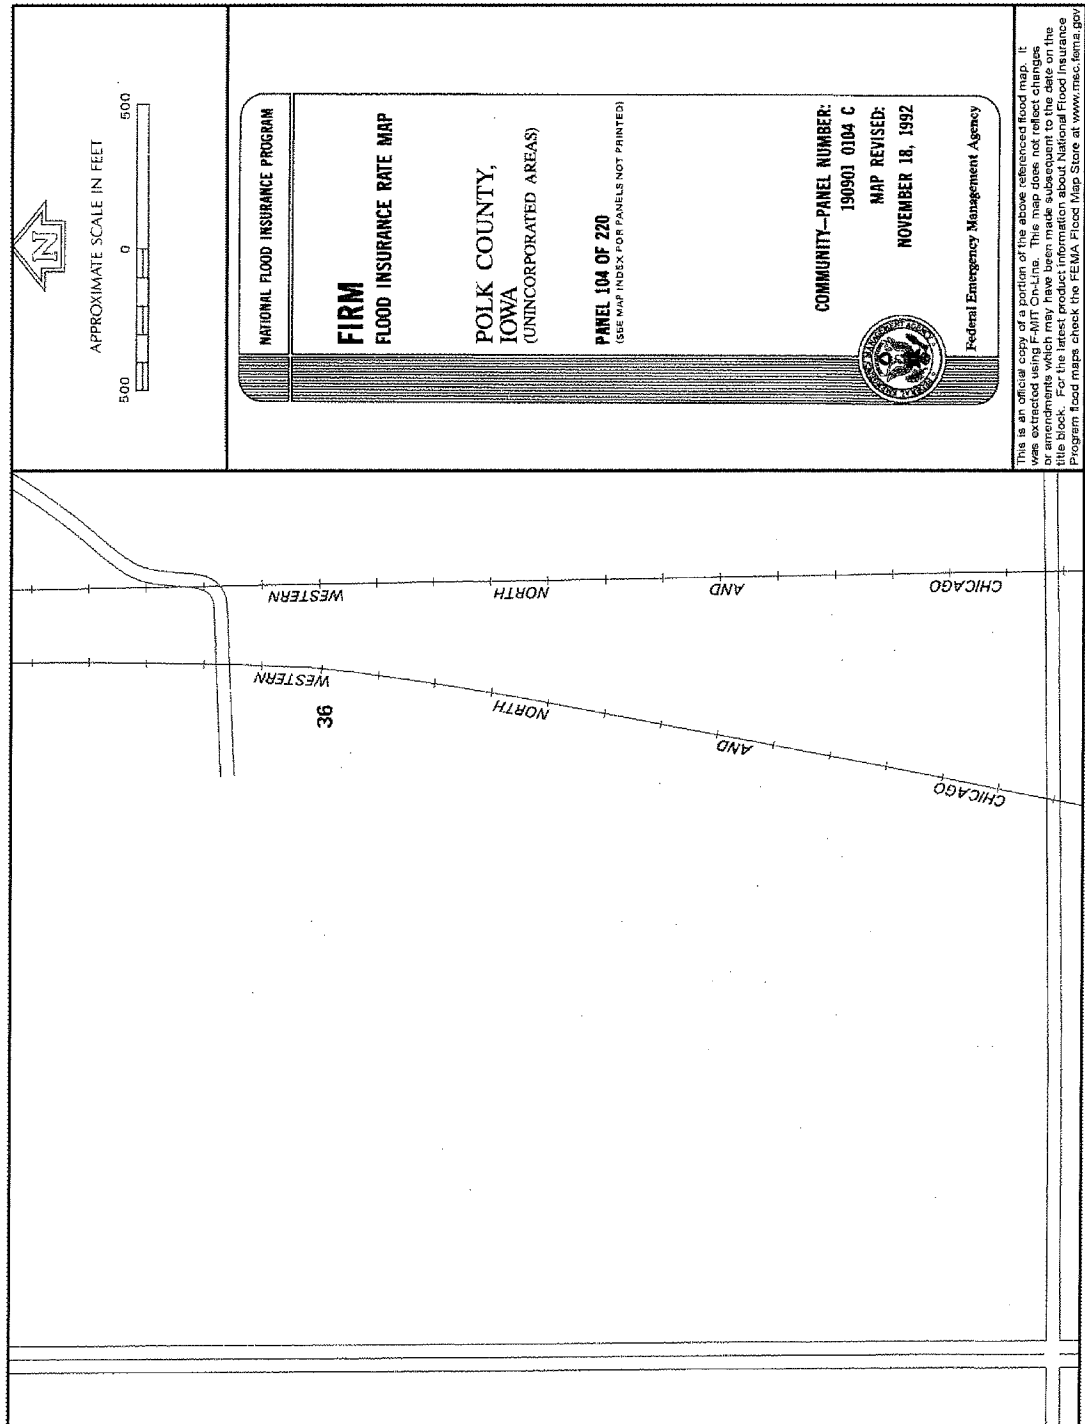 N
APPROXIMATE SCALE IN FEET
500 0 500
NATIONAL FLOOD INSURANCE PROGRAM
FIRM
FLOOD INSURANCE RATE MAP
POLK COUNTY,
IOWA
(UNINCORPORATED AREAS)
PANEL 104 OF 220
(SEE MAP INDEX FOR PANELS NOT PRINTED)
COMMUNITY-PANEL NUMBER:
190901 0104 C
MAP REVISED:
NOVEMBER 18, 1992
Federal Emergency Management Agency
This is an official copy of a portion of the above referenced flood map. It
was extracted using F-MIT On-Line. This map does not reflect changes
or amendments which may have been made subsequent to the date on the
title block. For the latest product information about National Flood Insurance
Program flood maps check the FEMA Flood Map Store at www.msc.fema.gov
CHICAGO AND NORTH WESTERN
CHICAGO AND NORTH WESTERN
36